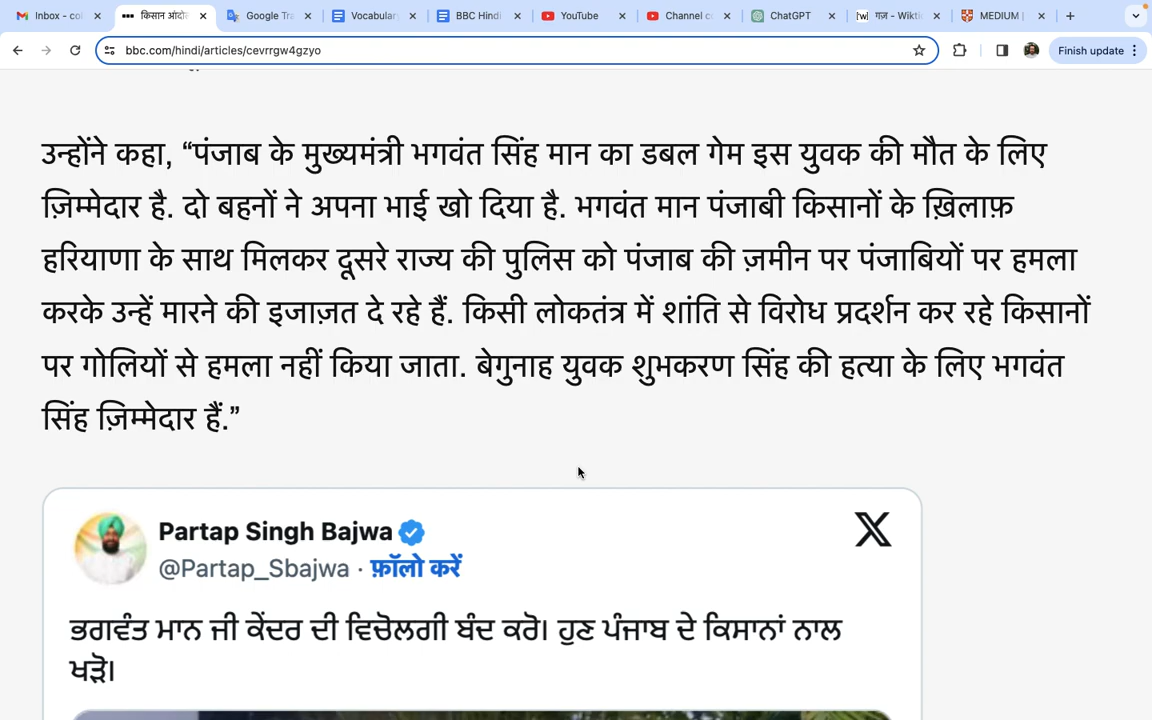 Inbox - col
किसान आंदो
Google Tra
Vocabular
BBC Hindi
YouTube
Channel c
ChatGPT
गज़ - Wikti
MEDIUM |
bbc.com/hindi/articles/cevrrgw4gzyo
Finish update
उन्होंने कहा, “पंजाब के मुख्यमंत्री भगवंत सिंह मान का डबल गेम इस युवक की मौत के लिए
ज़िम्मेदार है. दो बहनों ने अपना भाई खो दिया है. भगवंत मान पंजाबी किसानों के ख़िलाफ़
हरियाणा के साथ मिलकर दूसरे राज्य की पुलिस को पंजाब की ज़मीन पर पंजाबियों पर हमला
करके उन्हें मारने की इजाज़त दे रहे हैं. किसी लोकतंत्र में शांति से विरोध प्रदर्शन कर रहे किसानों
पर गोलियों से हमला नहीं किया जाता. बेगुनाह युवक शुभकरण सिंह की हत्या के लिए भगवंत
सिंह ज़िम्मेदार हैं.”
Partap Singh Bajwa
X
@Partap_Sbajwa · फ़ॉलो करें
ਭਗਵੰਤ ਮਾਨ ਜੀ ਕੇਂਦਰ ਦੀ ਵਿਚੋਲਗੀ ਬੰਦ ਕਰੋ। ਹੁਣ ਪੰਜਾਬ ਦੇ ਕਿਸਾਨਾਂ ਨਾਲ
ਖੜੋ।